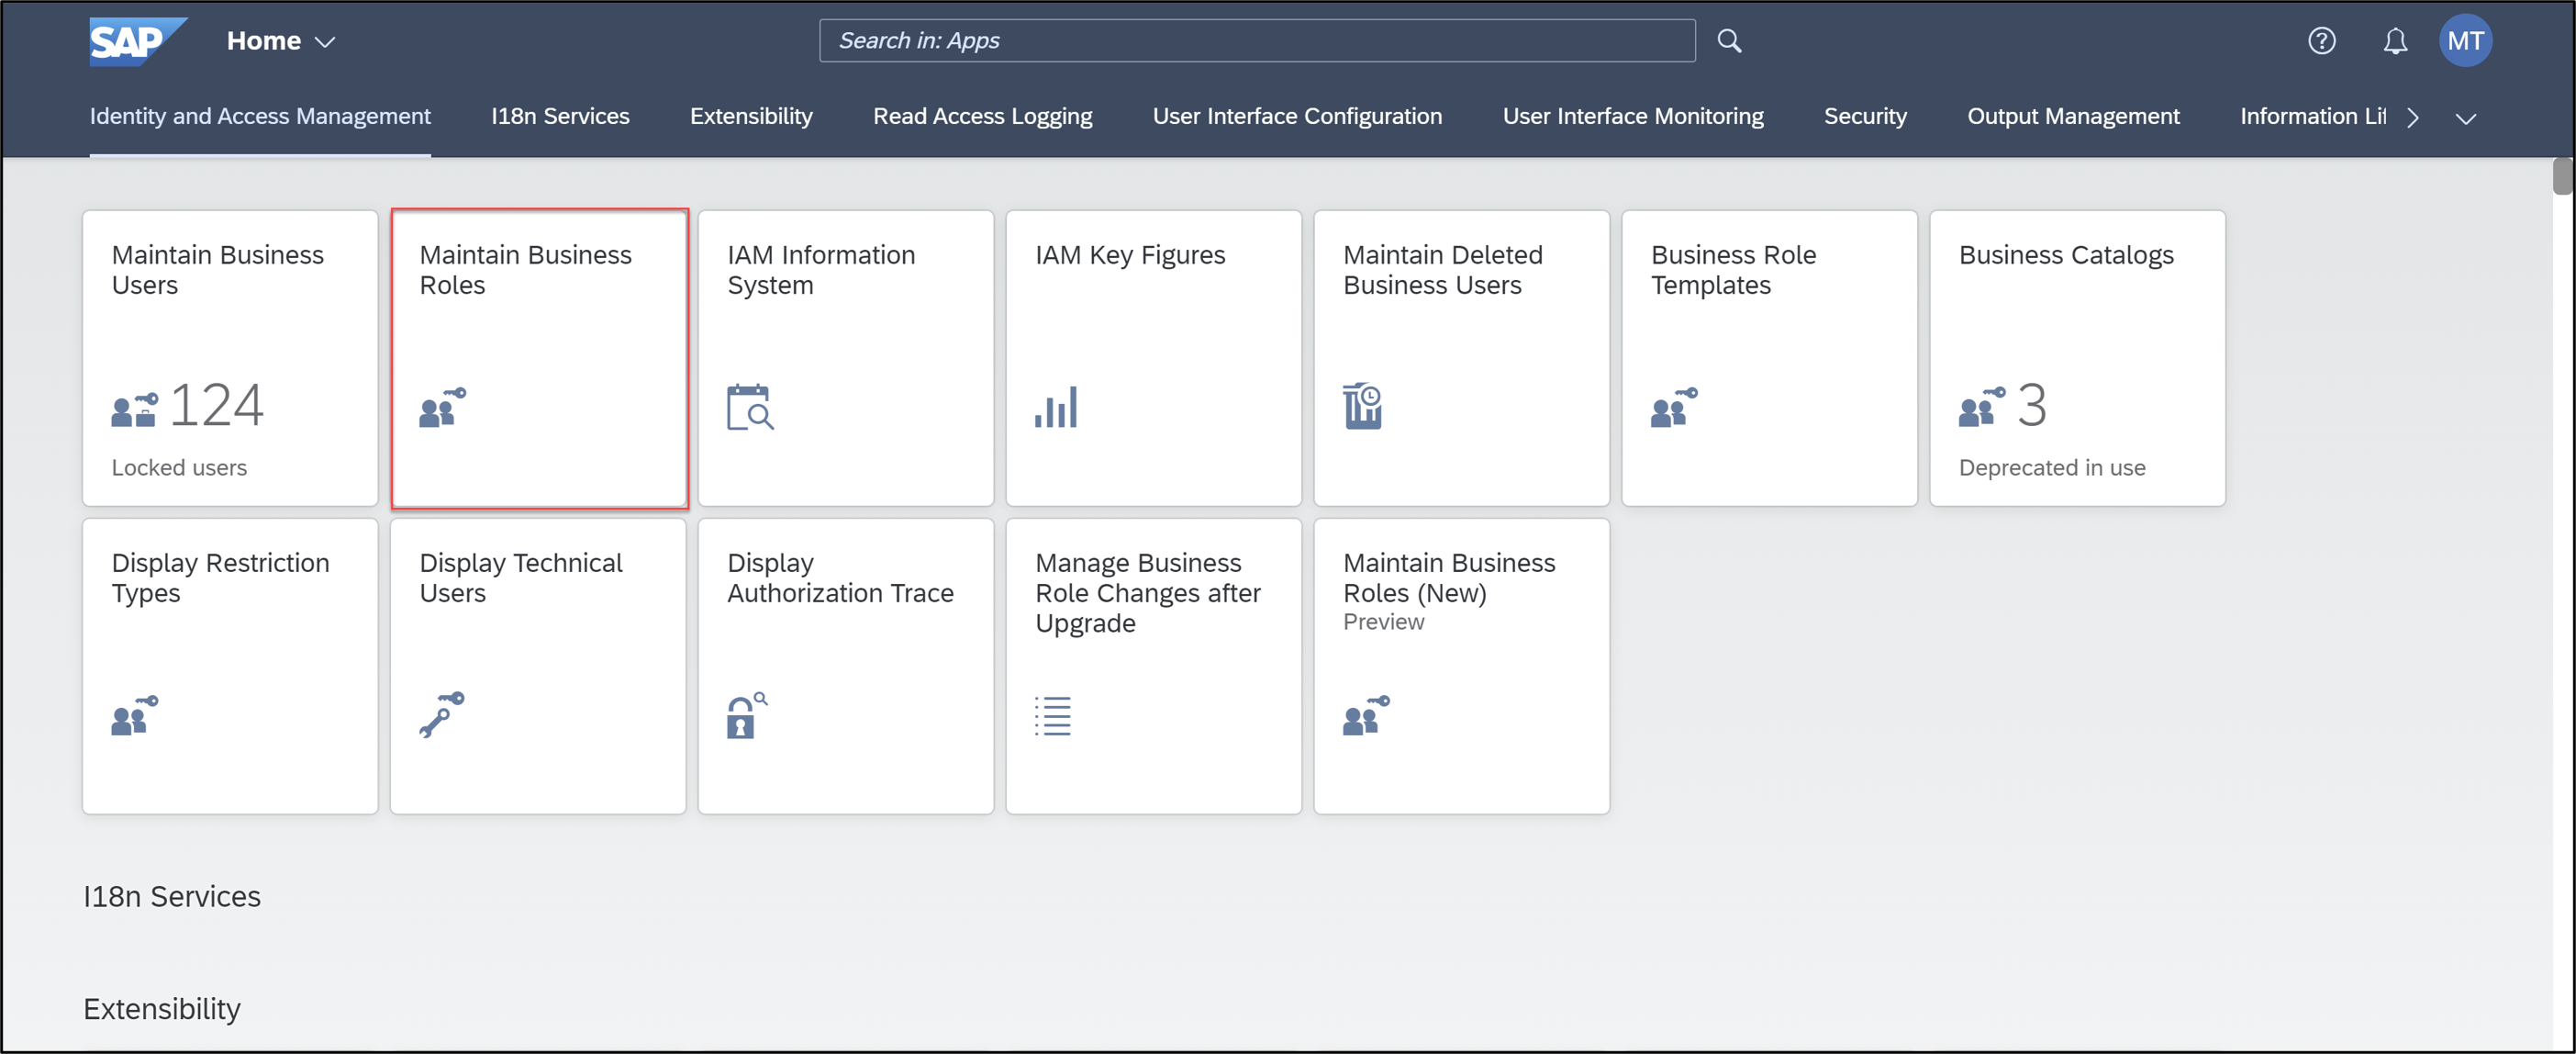 SAP Home
Search in: Apps
MT
Identity and Access Management I18n Services Extensibility Read Access Logging User Interface Configuration User Interface Monitoring Security Output Management Information Lif
Maintain Business
Users
124
Locked users
Maintain Business
Roles
IAM Information
System
IAM Key Figures
Maintain Deleted
Business Users
Business Role
Templates
Business Catalogs
3
Deprecated in use
Display Restriction
Types
Display Technical
Users
Display
Authorization Trace
Manage Business
Role Changes after
Upgrade
Maintain Business
Roles (New)
Preview
I18n Services
Extensibility